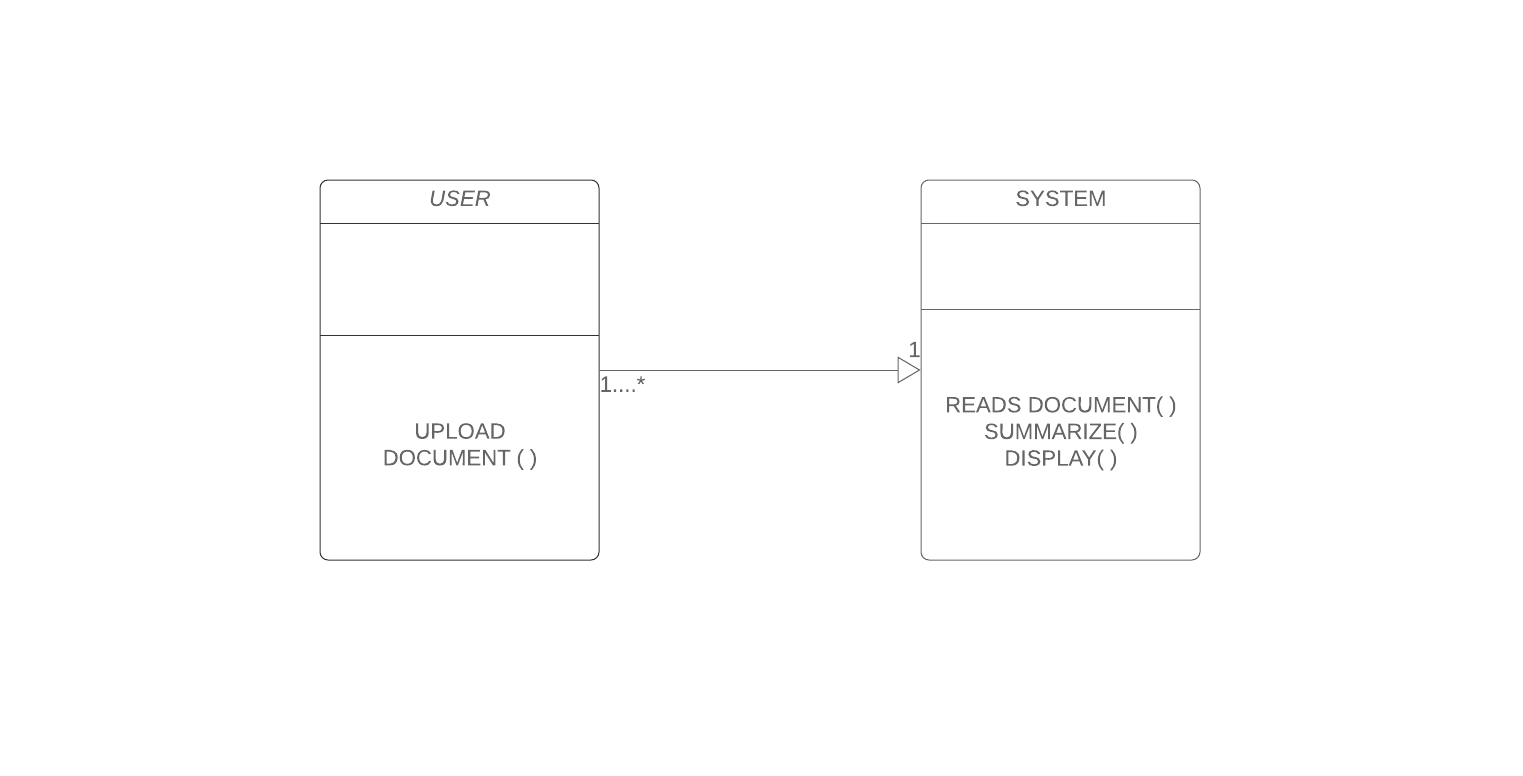 USER
SYSTEM
1
1....*
UPLOAD
DOCUMENT ( )
READS DOCUMENT( )
SUMMARIZE( )
DISPLAY( )